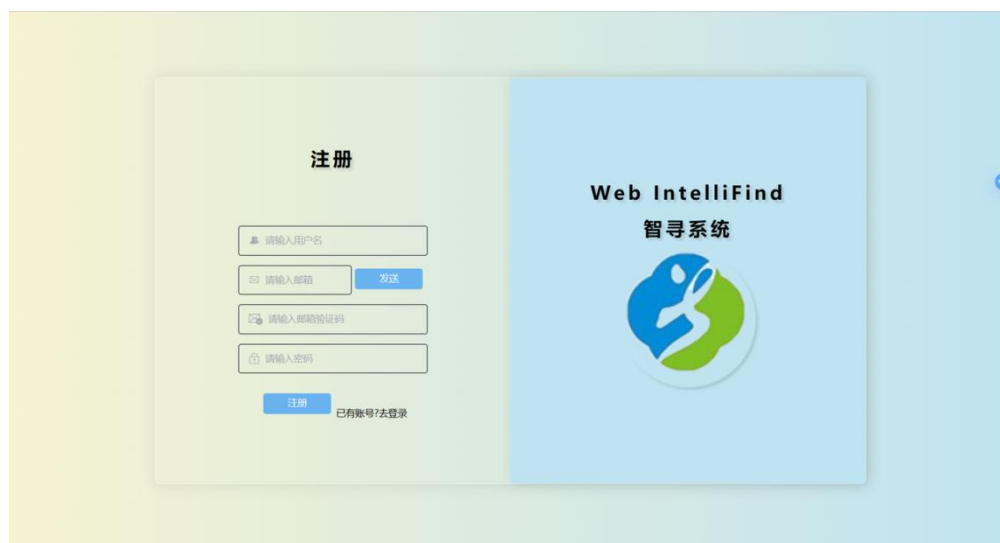 注册
请输入用户名
请输入邮箱 发送
请输入邮箱验证码
请输入密码
注册 已有账号?去登录
Web IntelliFind
智寻系统